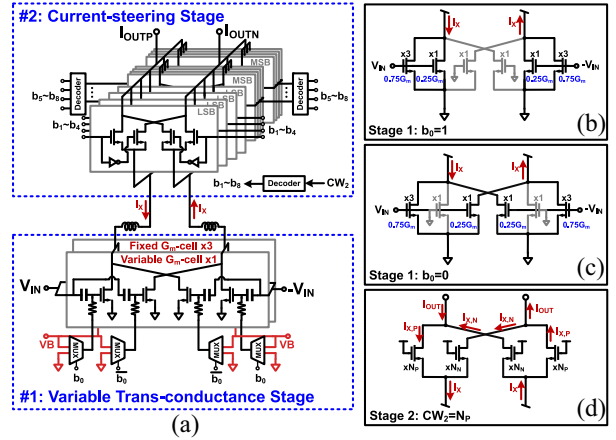 #2: Current-steering Stage
I_OUTP I_OUTN
MSB
MSB
LSB
LSB
LSB
Decoder
Decoder
b5~b8
b5~b8
b1~b4
b1~b4
b1~b8 Decoder CW2
IX IX
Fixed Gm-cell x3
Variable Gm-cell x1
VIN -VIN
VB VB
MUX MUX MUX MUX
b0 b0 b0 b0
#1: Variable Trans-conductance Stage
(a)
IX IX
x3 x1 x1 x1 x1 x3
VIN -VIN
0.75Gm 0.25Gm 0.25Gm 0.75Gm
Stage 1: b0=1
(b)
IX IX
x3 x1 x1 x1 x1 x3
VIN -VIN
0.75Gm 0.25Gm 0.25Gm 0.75Gm
Stage 1: b0=0
(c)
IOUT IX,N IX,N IOUT
IX,P IX,P
xNP xNN xNN xNP
IX IX
Stage 2: CW2=NP
(d)